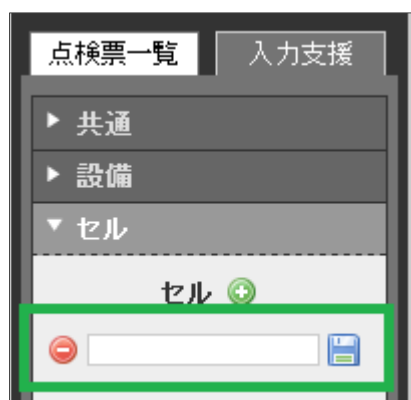 点検票一覧 入力支援
共通
設備
セル
セル